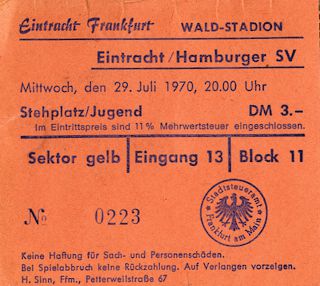 Eintracht Frankfurt WALD-STADION
Eintracht/Hamburger SV
Mittwoch, den 29. Juli 1970, 20.00 Uhr
Stehplatz/Jugend DM 3.–
Im Eintrittspreis sind 11% Mehrwertsteuer eingeschlossen.
Sektor gelb Eingang 13 Block 11
Stadtsteueramt
Frankfurt am Main
No 0223
Keine Haftung für Sach- und Personenschäden.
Bei Spielabbruch keine Rückzahlung. Auf Verlangen vorzeigen.
H. Sinn, Ffm., Petterweilstraße 67